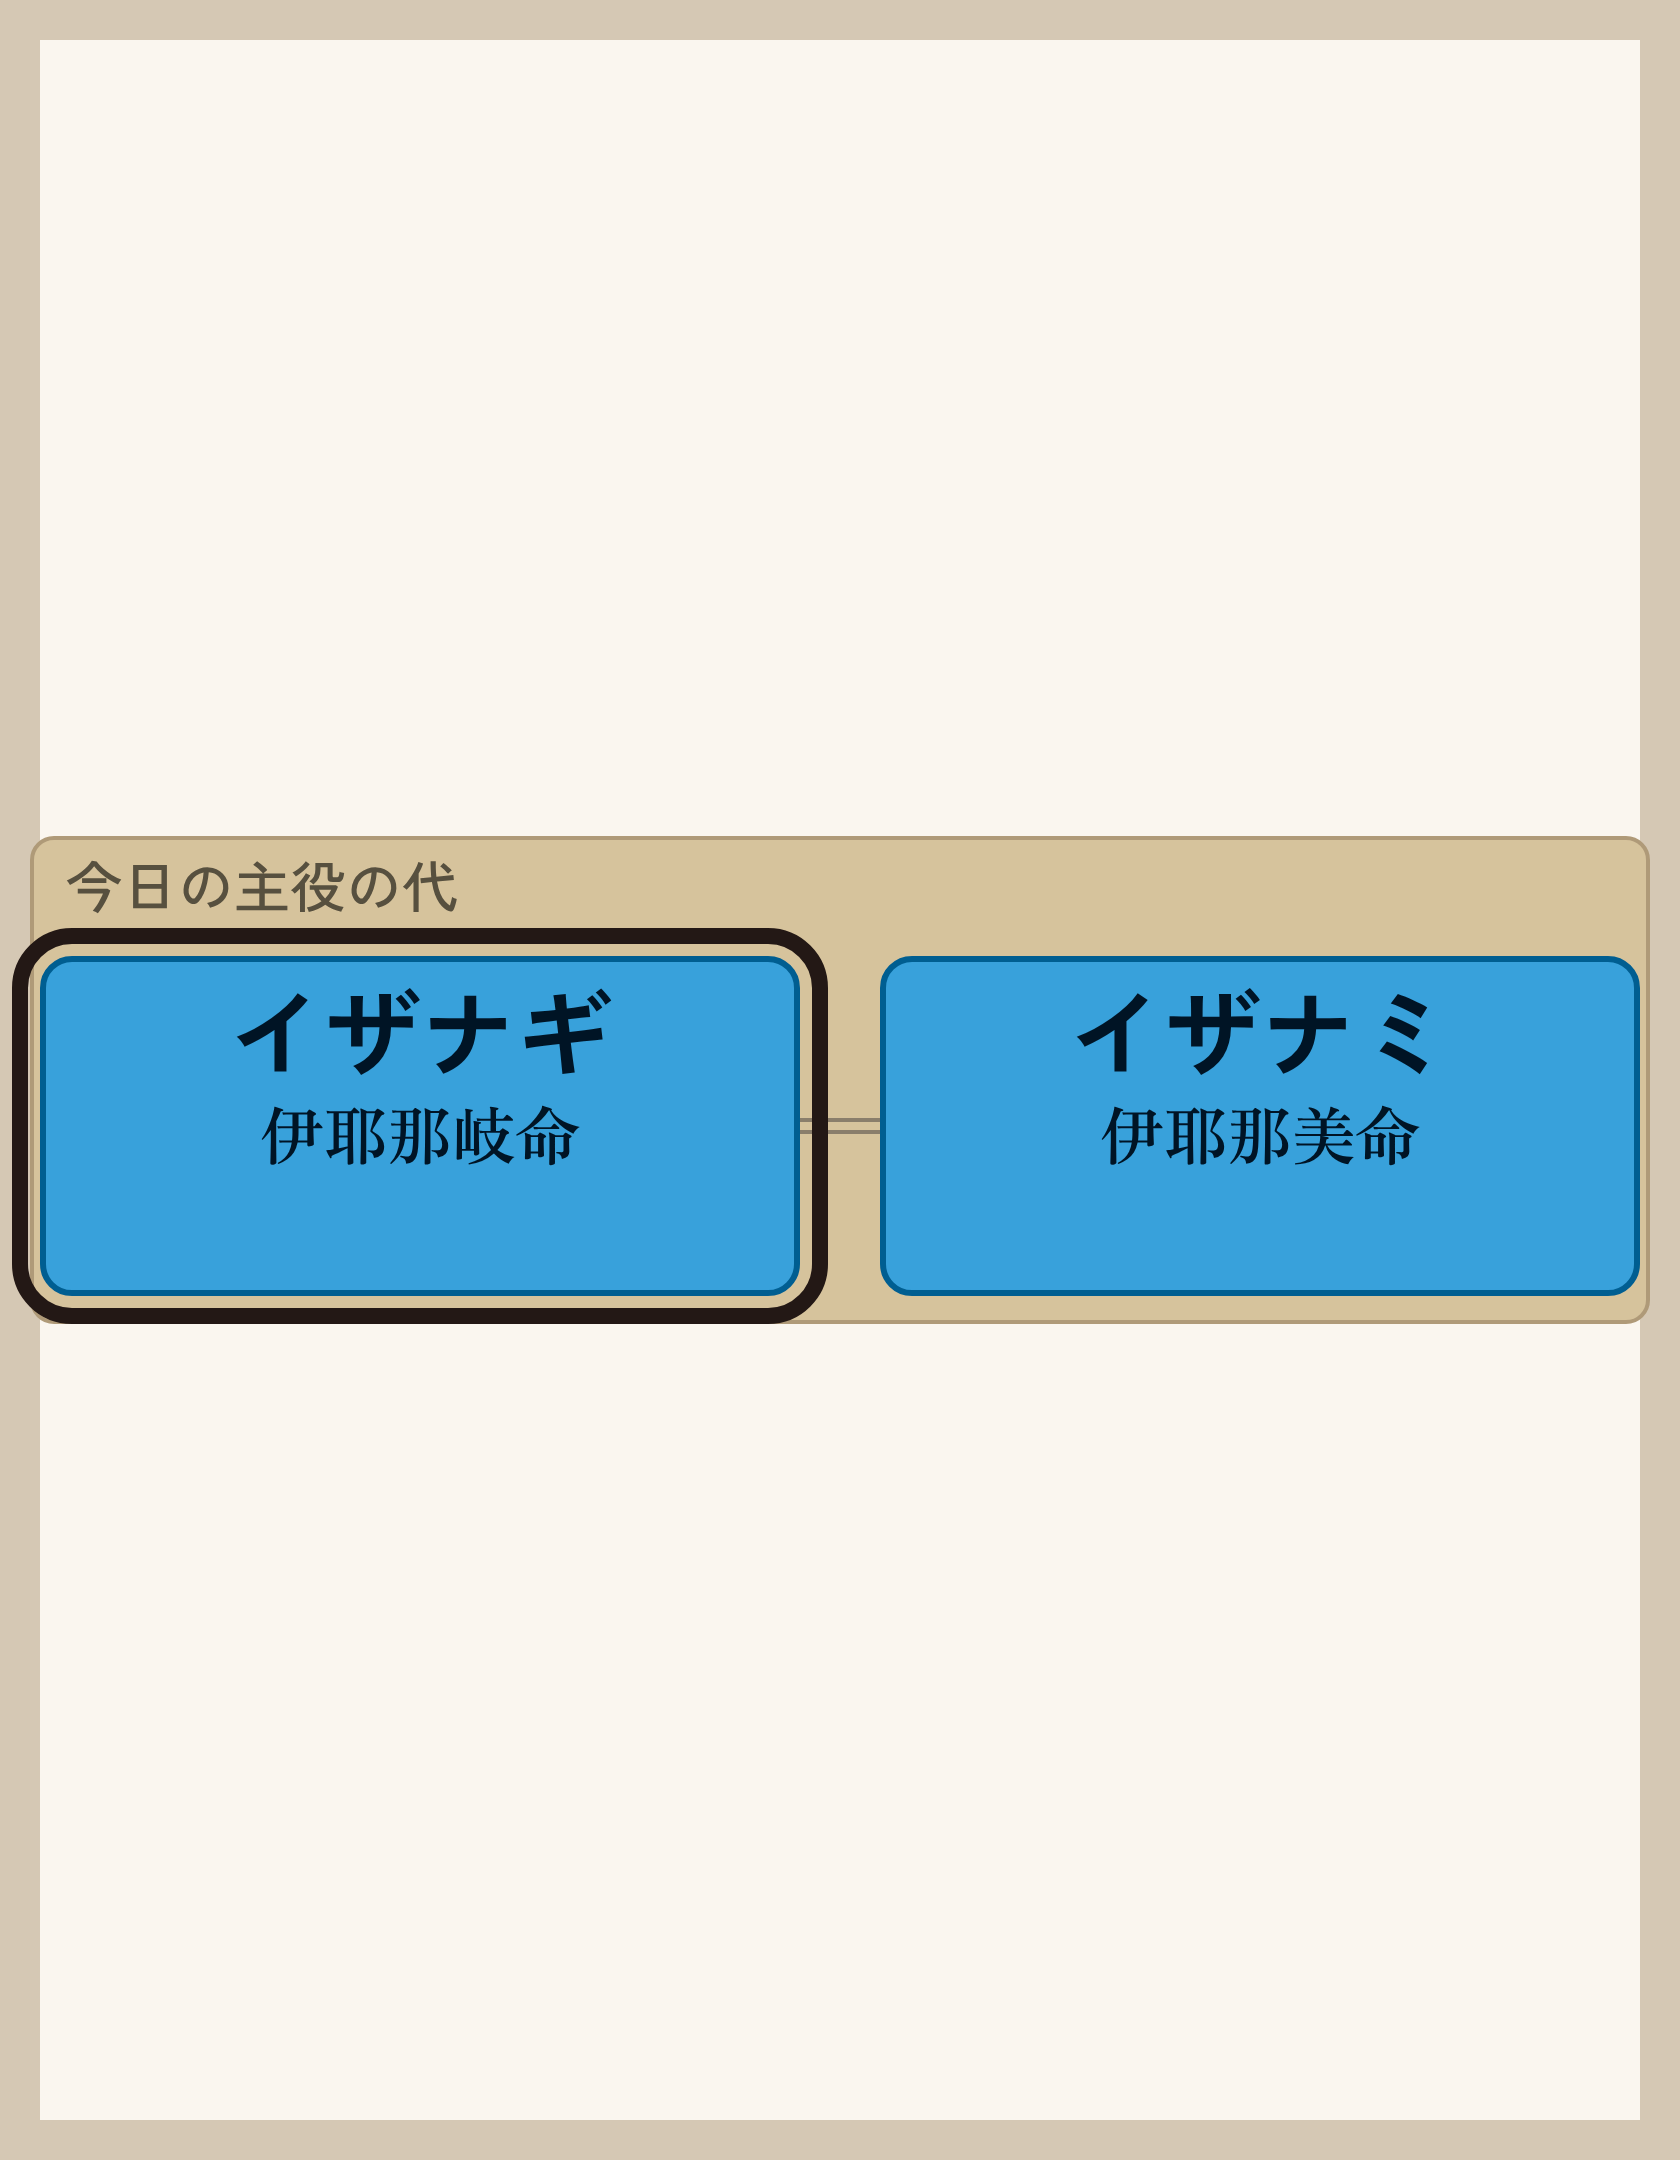 今日の主役の代
イザナギ
伊耶那岐命
イザナミ
伊耶那美命